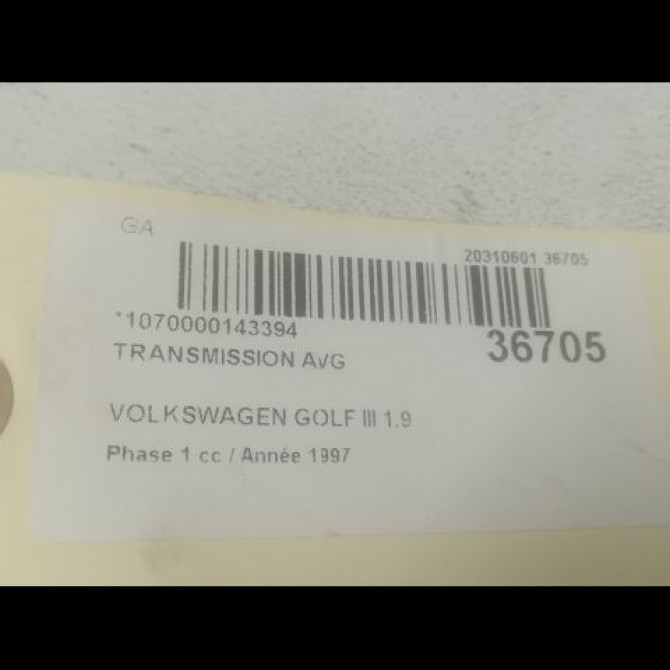 GA
20310601 36705
*1070000143394
36705
TRANSMISSION AVG
VOLKSWAGEN GOLF III 1.9
Phase 1 cc / Année 1997